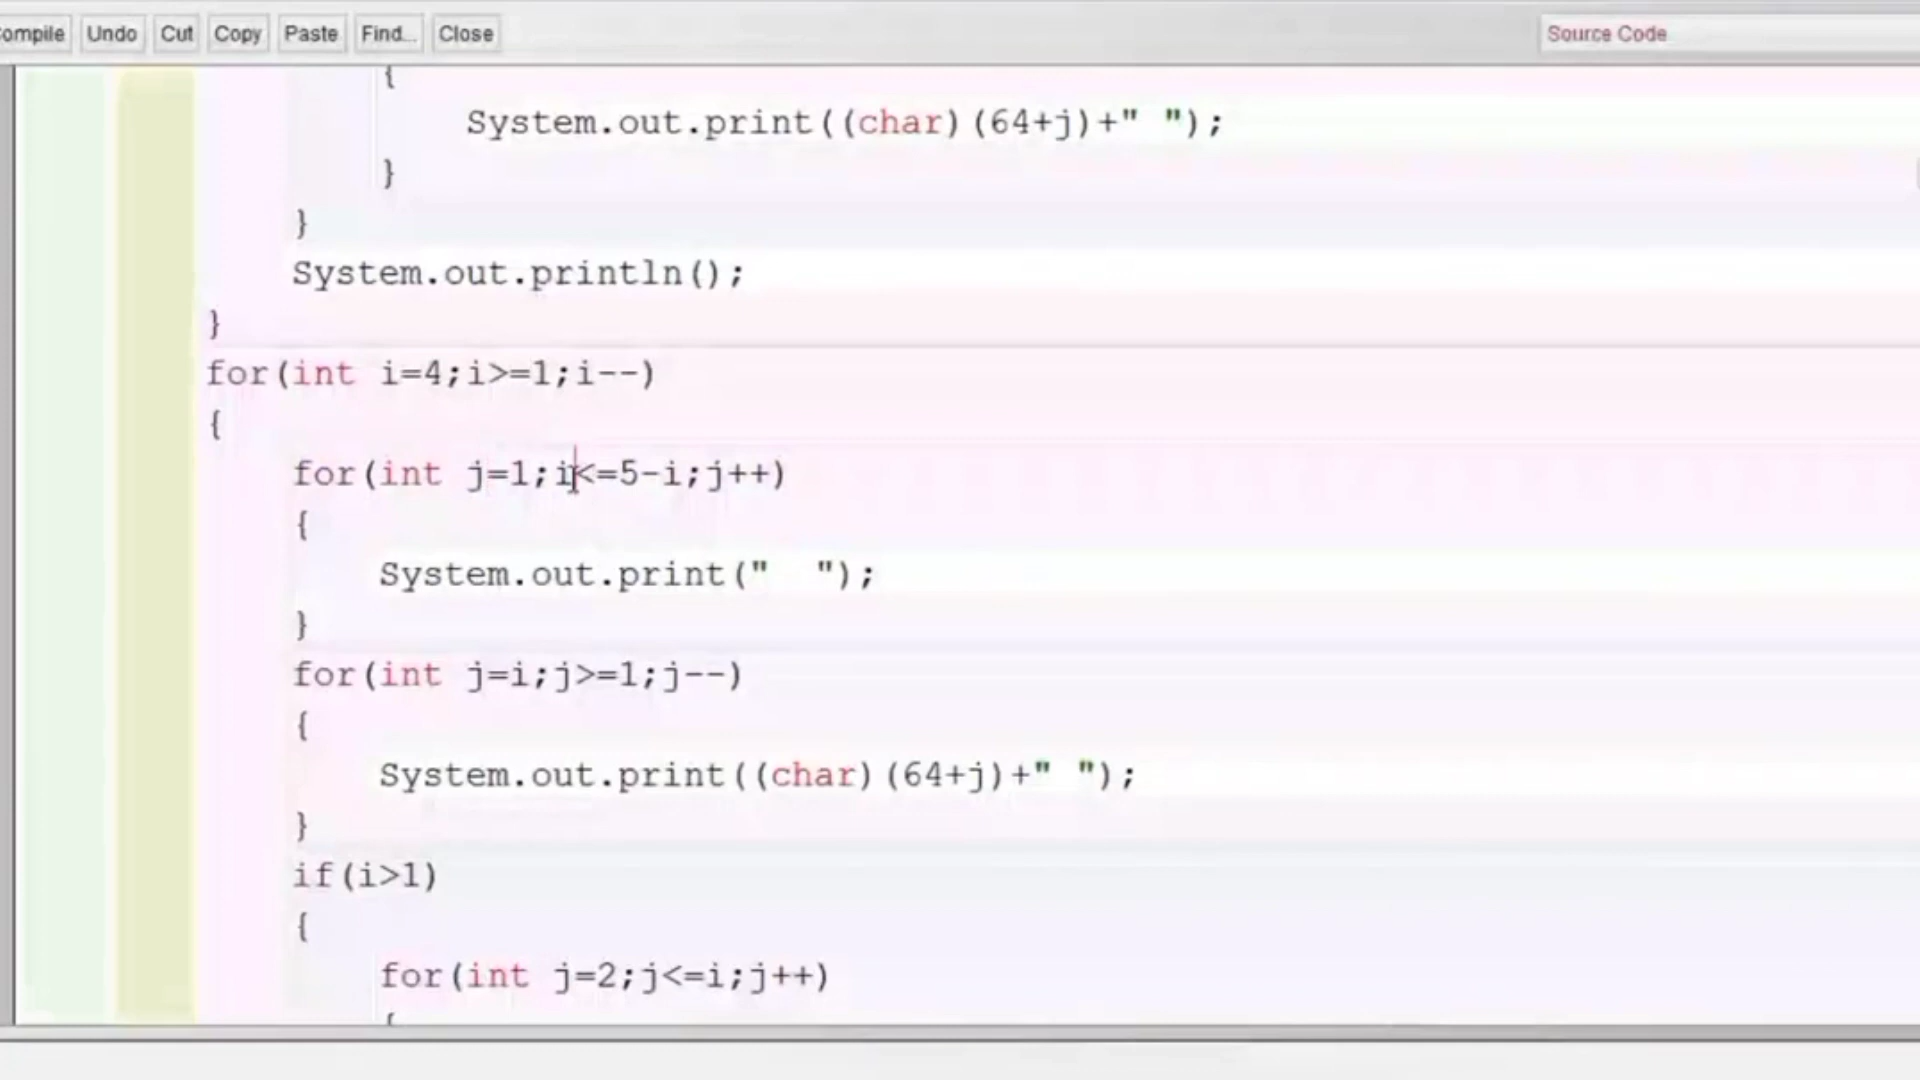 ompile Undo Cut Copy Paste Find... Close Source Code
{
System.out.print((char)(64+j)+" ");
}
}
System.out.println();
}
for(int i=4;i>=1;i--)
{
for(int j=1;i<=5-i;j++)
{
System.out.print("  ");
}
for(int j=i;j>=1;j--)
{
System.out.print((char)(64+j)+" ");
}
if(i>1)
{
for(int j=2;j<=i;j++)
{